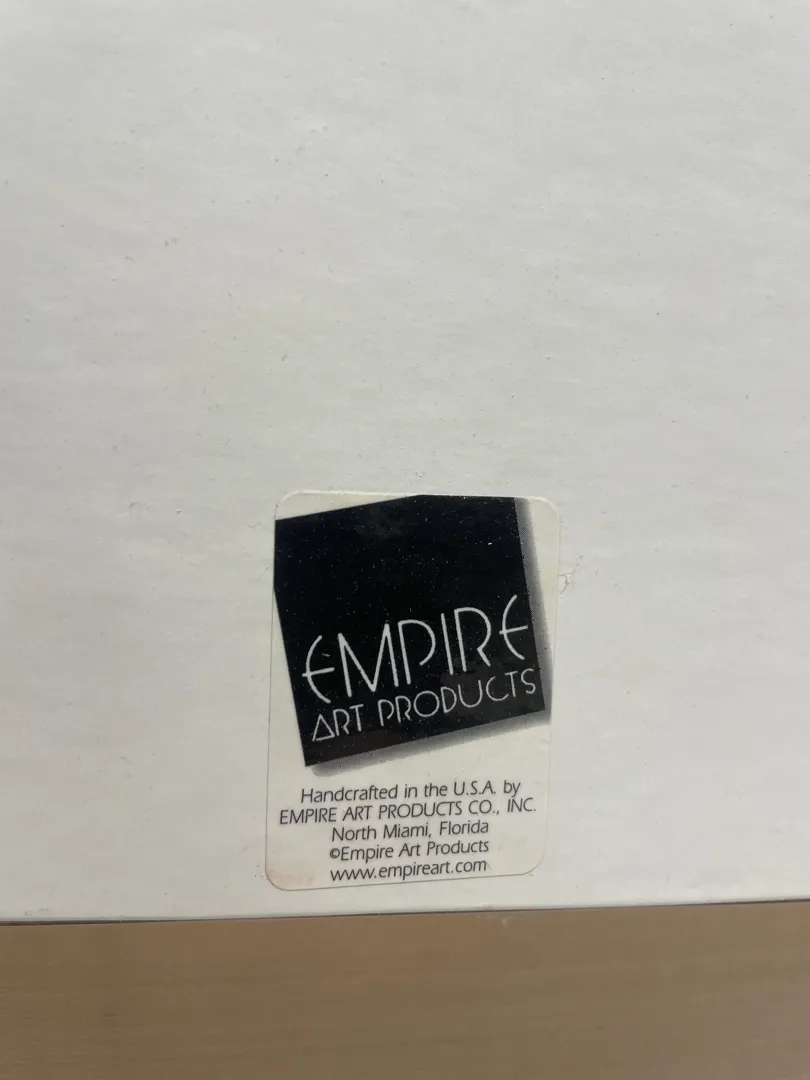 EMPIRE
ART PRODUCTS
Handcrafted in the U.S.A. by
EMPIRE ART PRODUCTS CO., INC.
North Miami, Florida
©Empire Art Products
www.empireart.com